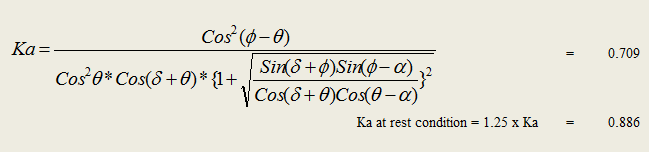 Ka = Cos²(ϕ−θ) / Cos²θ* Cos(δ+θ)* {1+ √(Sin(δ+ϕ)Sin(ϕ−α) / Cos(δ+θ)Cos(θ−α))}² = 0.709
Ka at rest condition = 1.25 x Ka = 0.886